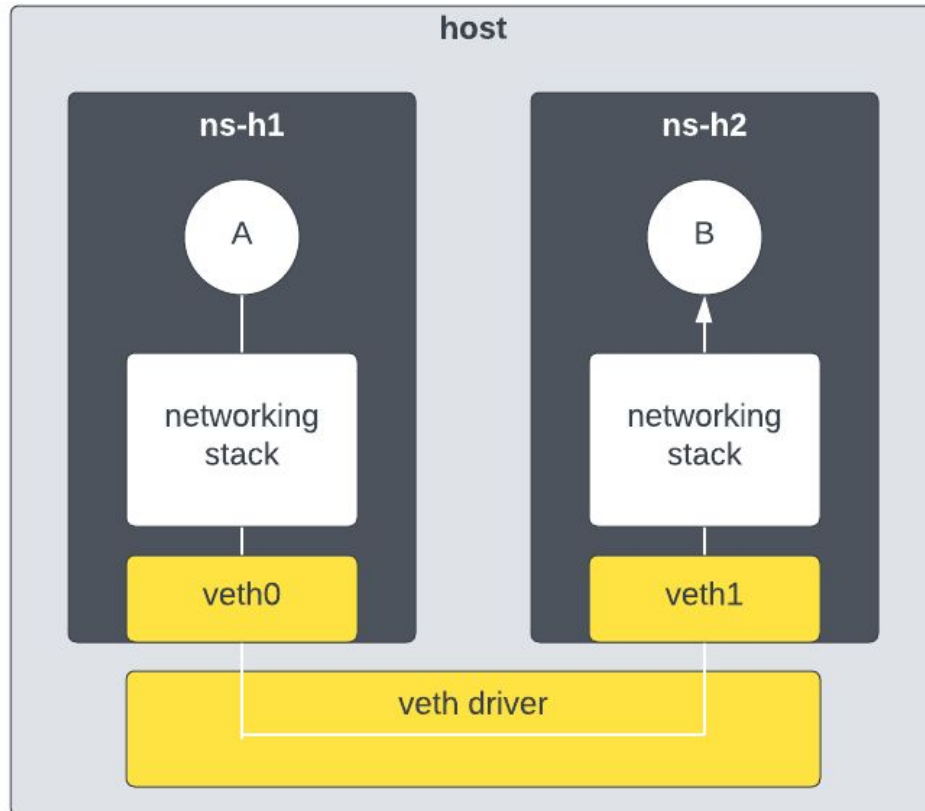 host
ns-h1
ns-h2
A
B
networking
stack
networking
stack
veth0
veth1
veth driver